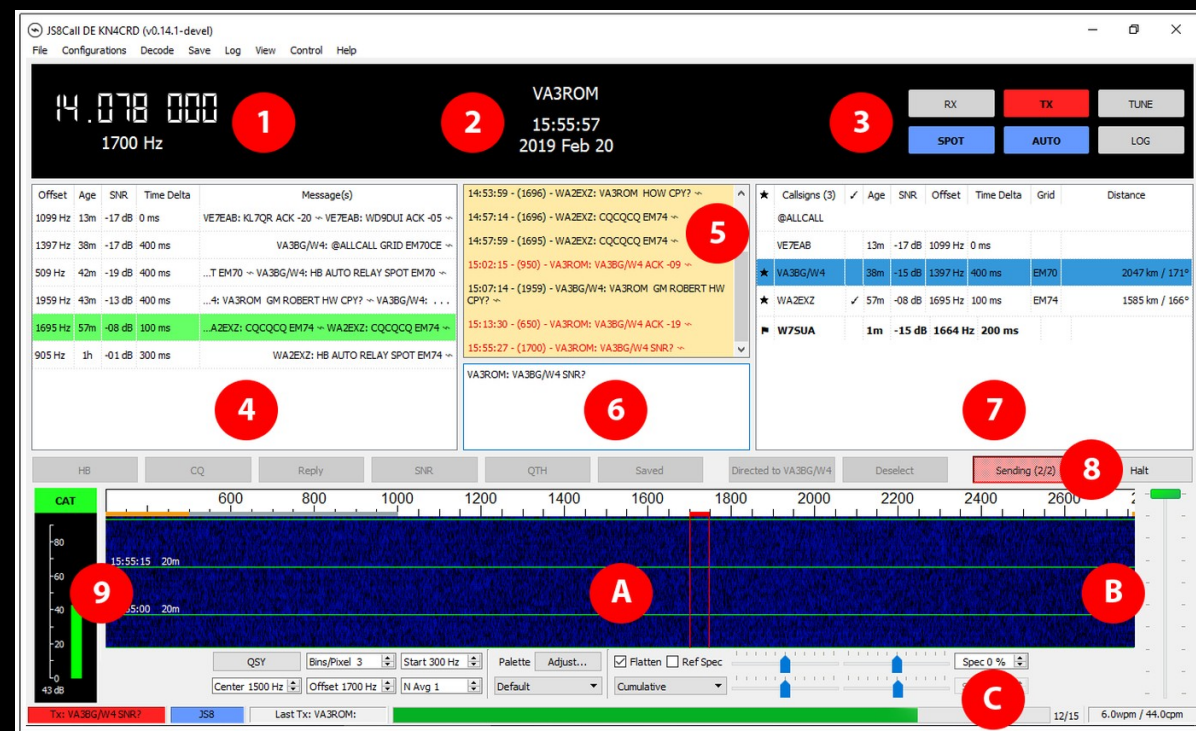 JS8Call DE KN4CRD (v0.14.1-devel)
File Configurations Decode Save Log View Control Help
14.078 000
1700 Hz
1
2
VA3ROM
15:55:57
2019 Feb 20
3
RX TX TUNE
SPOT AUTO LOG
Offset Age SNR Time Delta Message(s)
1099 Hz 13m -17 dB 0 ms VE7EAB: KL7QR ACK -20 ~ VE7EAB: WD9DUI ACK -05 ~
1397 Hz 38m -17 dB 400 ms VA3BG/W4: @ALLCALL GRID EM70CE ~
509 Hz 42m -19 dB 400 ms ...T EM70 ~ VA3BG/W4: HB AUTO RELAY SPOT EM70 ~
1959 Hz 43m -13 dB 400 ms ...4: VA3ROM GM ROBERT HW CPY? ~ VA3BG/W4: . . .
1695 Hz 57m -08 dB 100 ms ...A2EXZ: CQCQCQ EM74 ~ WA2EXZ: CQCQCQ EM74 ~
905 Hz 1h -01 dB 300 ms WA2EXZ: HB AUTO RELAY SPOT EM74 ~
4
14:53:59 - (1696) - WA2EXZ: VA3ROM HOW CPY? ~
14:57:14 - (1696) - WA2EXZ: CQCQCQ EM74 ~
14:57:59 - (1695) - WA2EXZ: CQCQCQ EM74 ~
15:02:15 - (950) - VA3ROM: VA3BG/W4 ACK -09 ~
15:07:14 - (1959) - VA3BG/W4: VA3ROM GM ROBERT HW
CPY? ~
15:13:30 - (650) - VA3ROM: VA3BG/W4 ACK -19 ~
15:55:27 - (1700) - VA3ROM: VA3BG/W4 SNR? ~
5
VA3ROM: VA3BG/W4 SNR?
6
★ Callsigns (3) ✓ Age SNR Offset Time Delta Grid Distance
@ALLCALL
VE7EAB 13m -17 dB 1099 Hz 0 ms
★ VA3BG/W4 38m -15 dB 1397 Hz 400 ms EM70 2047 km / 171°
★ WA2EXZ ✓ 57m -08 dB 1695 Hz 100 ms EM74 1585 km / 166°
W7SUA 1m -15 dB 1664 Hz 200 ms
7
HB CQ Reply SNR QTH Saved Directed to VA3BG/W4 Deselect Sending (2/2) 8 Halt
CAT
600 800 1000 1200 1400 1600 1800 2000 2200 2400 2600
-80
-60
-40
-20
-0
43 dB
9
15:55:15 20m
55:00 20m
A
B
QSY Bins/Pixel 3 Start 300 Hz Palette Adjust... Flatten Ref Spec Spec 0 %
Center 1500 Hz Offset 1700 Hz N Avg 1 Default Cumulative
C
Tx: VA3BG/W4 SNR? JS8 Last Tx: VA3ROM: 12/15 6.0wpm / 44.0cpm